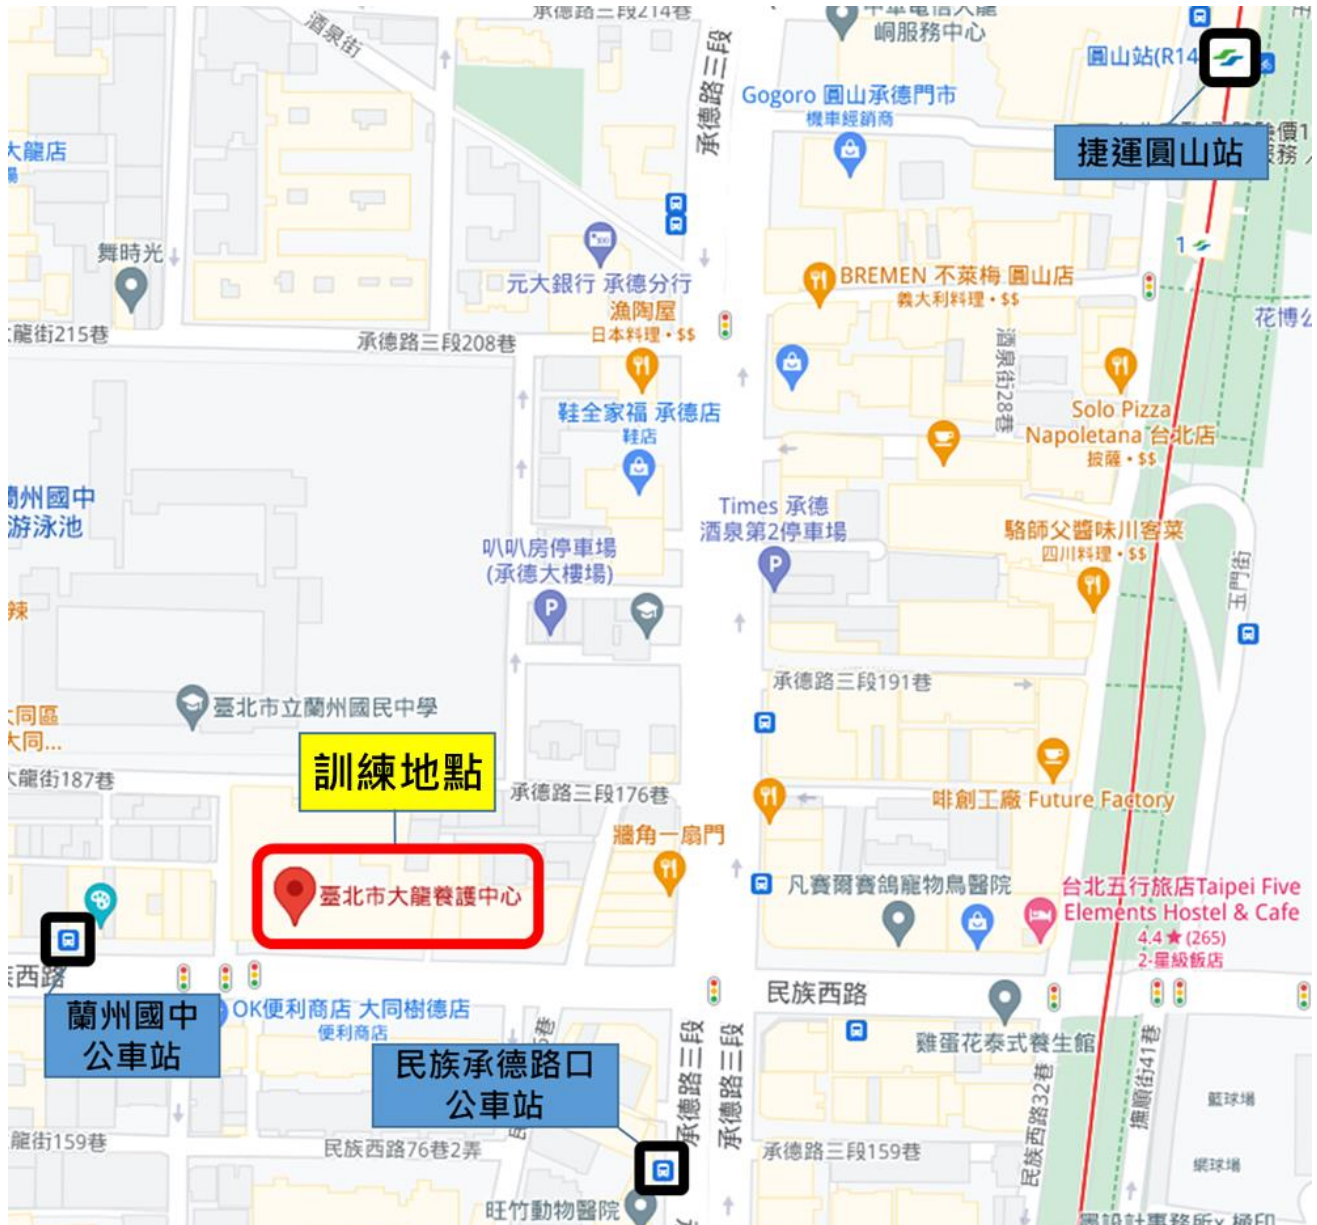 承德路三段214巷
中華電信大龍
峒服務中心
酒泉街
承德路三段
圓山站(R14
Gogoro 圓山承德門市
機車經銷商
捷運圓山站
大龍店
舞時光
1
元大銀行 承德分行
漁陶屋
日本料理・$$
BREMEN 不萊梅 圓山店
義大利料理・$$
花博公
龍街215巷
承德路三段208巷
酒泉街28巷
鞋全家福 承德店
鞋店
Solo Pizza
Napoletana 台北店
披薩・$$
蘭州國中
游泳池
Times 承德
酒泉第2停車場
駱師父醬味川客菜
四川料理・$$
叭叭房停車場
(承德大樓場)
P
P
玉門街
辣
承德路三段191巷
臺北市立蘭州國民中學
大同區
大同...
訓練地點
龍街187巷
承德路三段176巷
啡創工廠 Future Factory
牆角一扇門
臺北市大龍養護中心
凡賽爾賽鴿寵物鳥醫院
台北五行旅店Taipei Five
Elements Hostel & Cafe
4.4★(265)
2-星級飯店
西路
民族西路
OK便利商店 大同樹德店
便利商店
蘭州國中
公車站
雞蛋花泰式養生館
民族承德路口
公車站
承德路三段
承德路三段
民族西路32巷
撫順街41巷
籃球場
網球場
龍街159巷
民族西路76巷2弄
承德路三段159巷
旺竹動物醫院